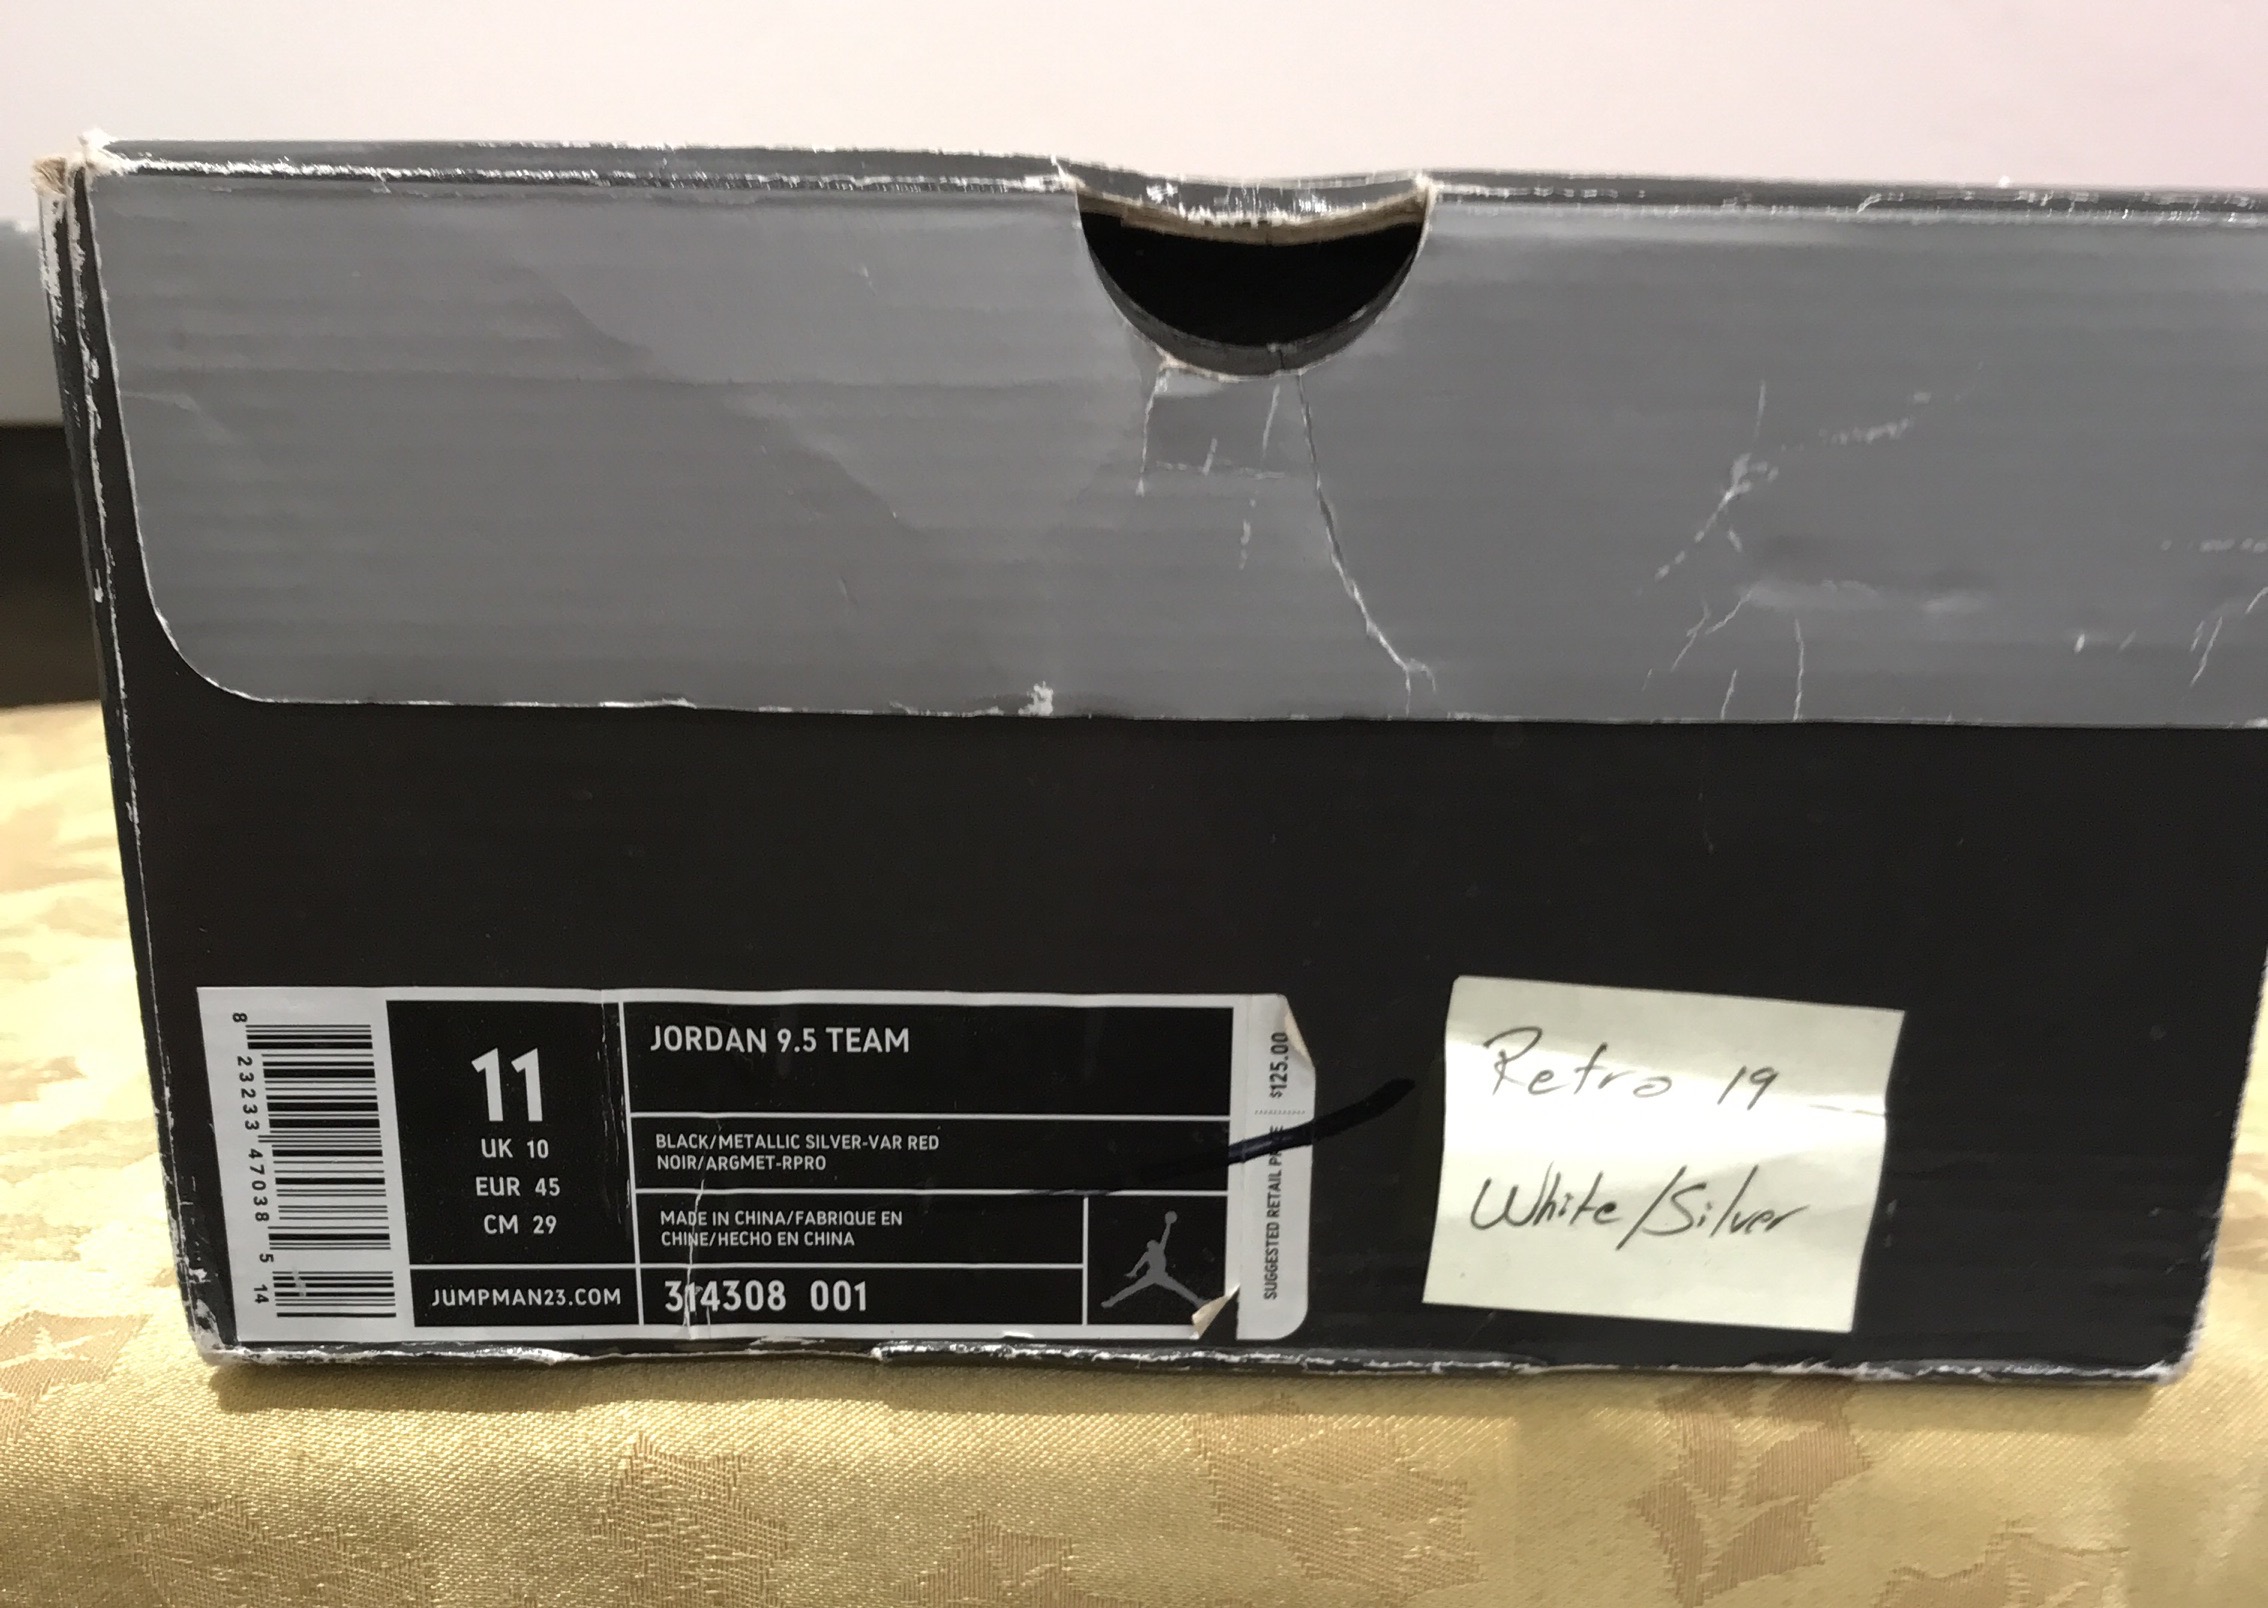 8 23233 47038 5 14
11
UK 10
EUR 45
CM 29
JUMPMAN23.COM
JORDAN 9.5 TEAM
BLACK/METALLIC SILVER-VAR RED
NOIR/ARGMET-RPRO
MADE IN CHINA/FABRIQUE EN
CHINE/HECHO EN CHINA
314308 001
SUGGESTED RETAIL PRICE $125.00
Retro 19
White/Silver